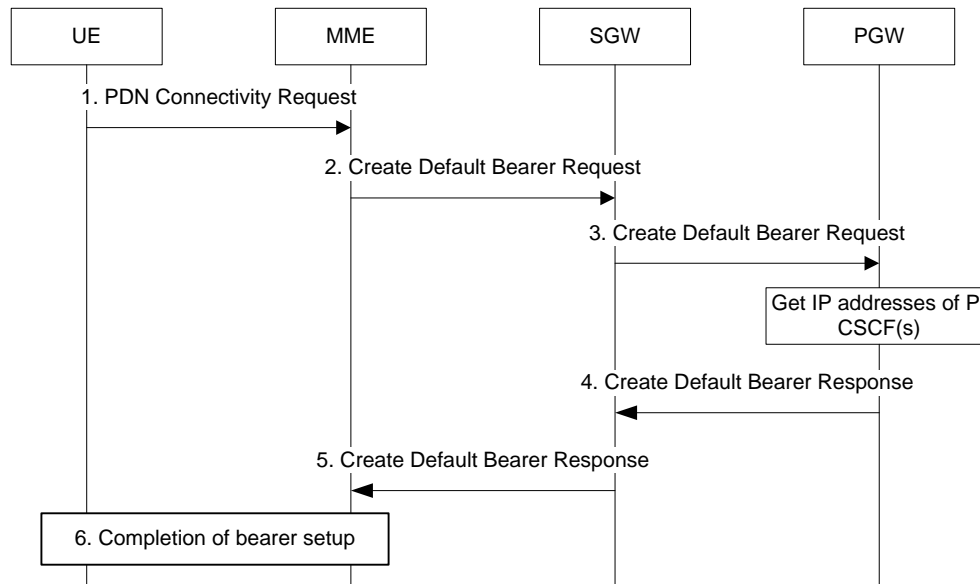 UE
MME
SGW
PGW
1. PDN Connectivity Request
2. Create Default Bearer Request
3. Create Default Bearer Request
Get IP addresses of P
CSCF(s)
4. Create Default Bearer Response
5. Create Default Bearer Response
6. Completion of bearer setup